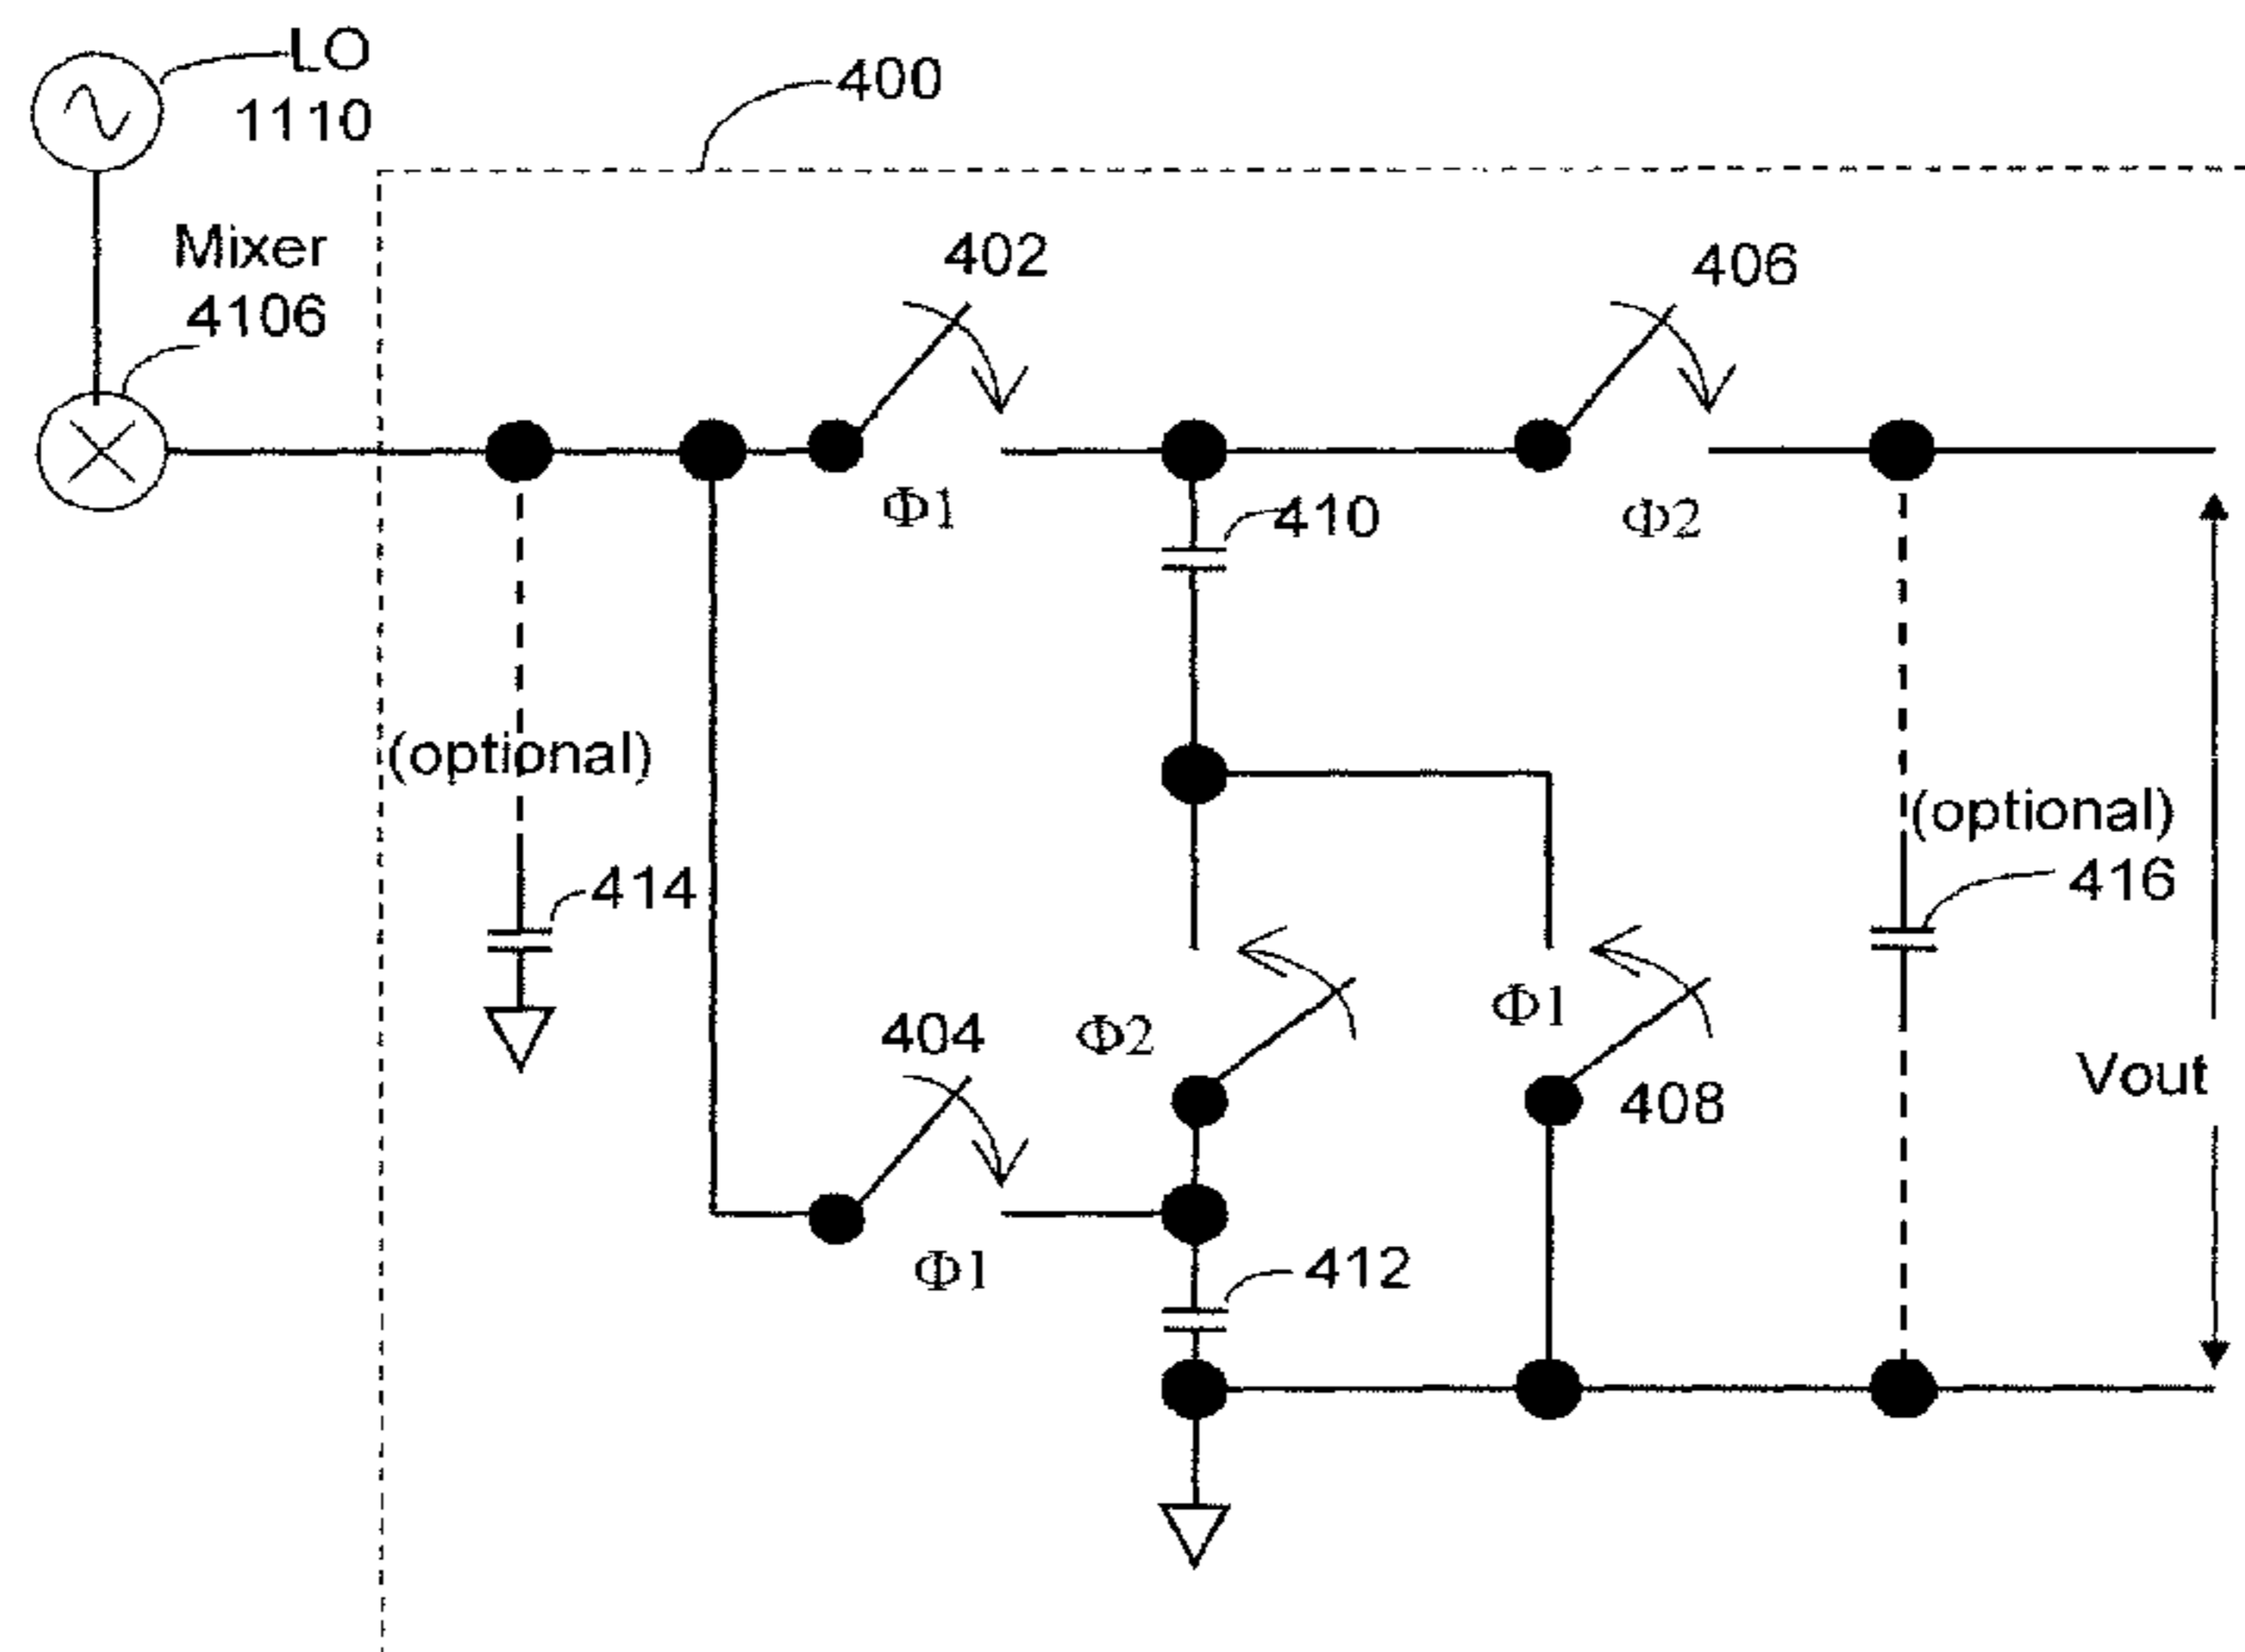 LO
1110
400
Mixer
4106
402
406
Φ1
410
Φ2
(optional)
(optional)
414
416
404
Φ2
Φ1
408
Vout
Φ1
412